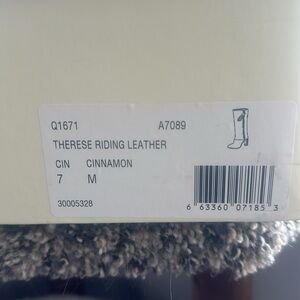 Q1671 A7089
THERESE RIDING LEATHER
CIN CINNAMON
7 M
30005328
6 63360 07185 3